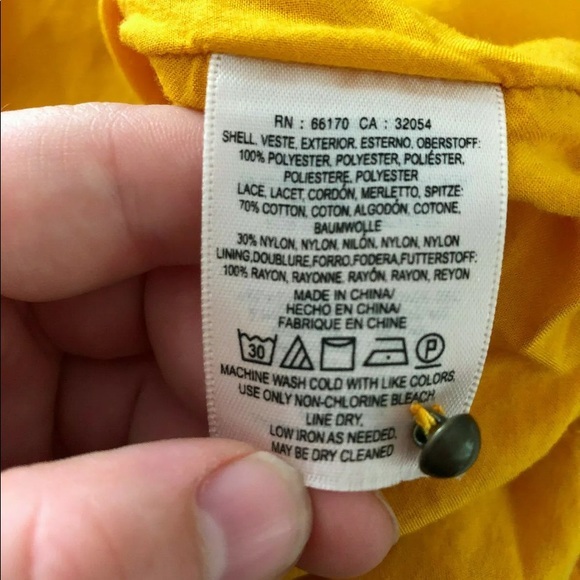 RN : 66170 CA : 32054
SHELL, VESTE, EXTERIOR, ESTERNO, OBERSTOFF:
100% POLYESTER, POLYESTER, POLIÉSTER,
POLIESTERE, POLYESTER
LACE, LACET, CORDÓN, MERLETTO, SPITZE:
70% COTTON, COTON, ALGODÓN, COTONE,
BAUMWOLLE
30% NYLON, NYLON, NILÓN, NYLON, NYLON
LINING,DOUBLURE,FORRO,FODERA,FUTTERSTOFF:
100% RAYON, RAYONNE, RAYÓN, RAYON, REYON
MADE IN CHINA/
HECHO EN CHINA/
FABRIQUE EN CHINE
30 P
MACHINE WASH COLD WITH LIKE COLORS,
USE ONLY NON-CHLORINE BLEACH,
LINE DRY,
LOW IRON AS NEEDED,
MAY BE DRY CLEANED